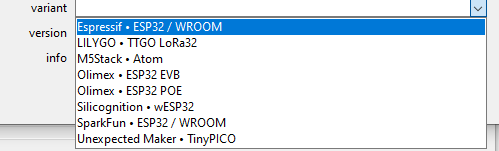 variant
Espressif • ESP32 / WROOM
version
LILYGO • TTGO LoRa32
info
M5Stack • Atom
Olimex • ESP32 EVB
Olimex • ESP32 POE
Silicognition • wESP32
SparkFun • ESP32 / WROOM
Unexpected Maker • TinyPICO